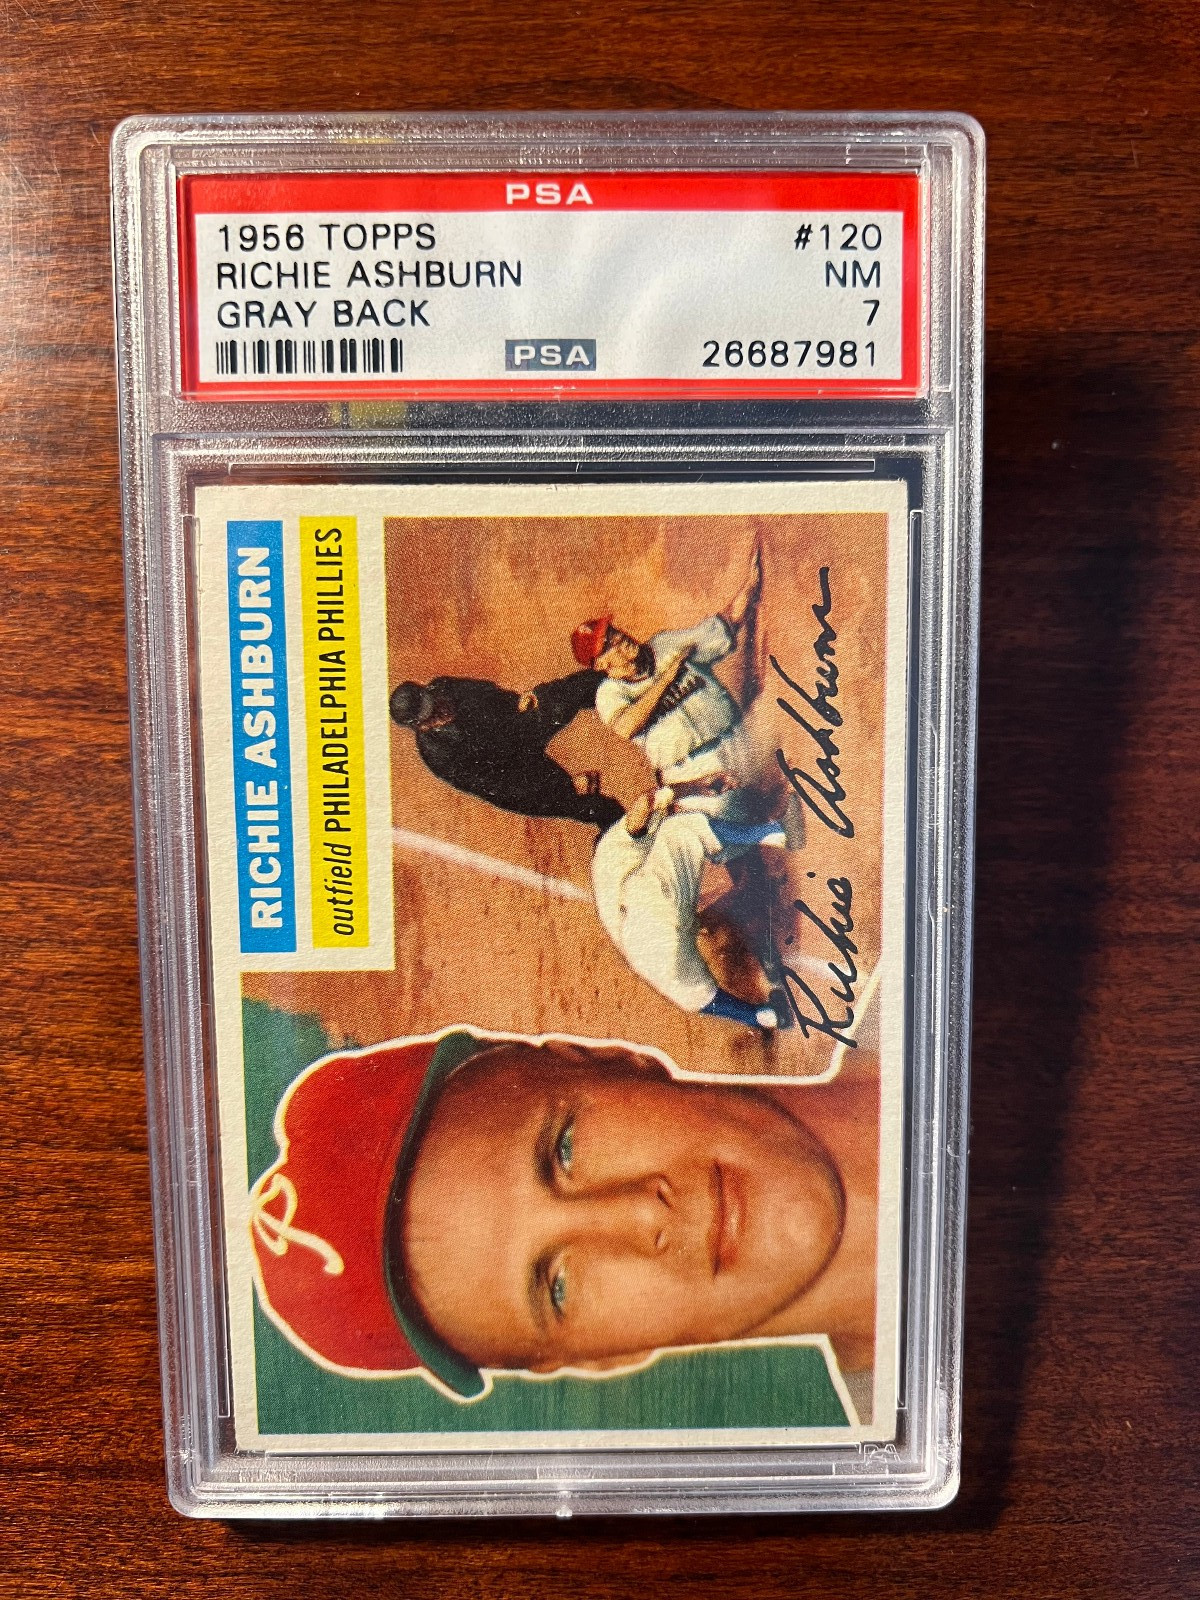 PSA
1956 TOPPS #120
RICHIE ASHBURN NM
GRAY BACK 7
PSA 26687981
RICHIE ASHBURN
outfield PHILADELPHIA PHILLIES
Richie Ashburn
P